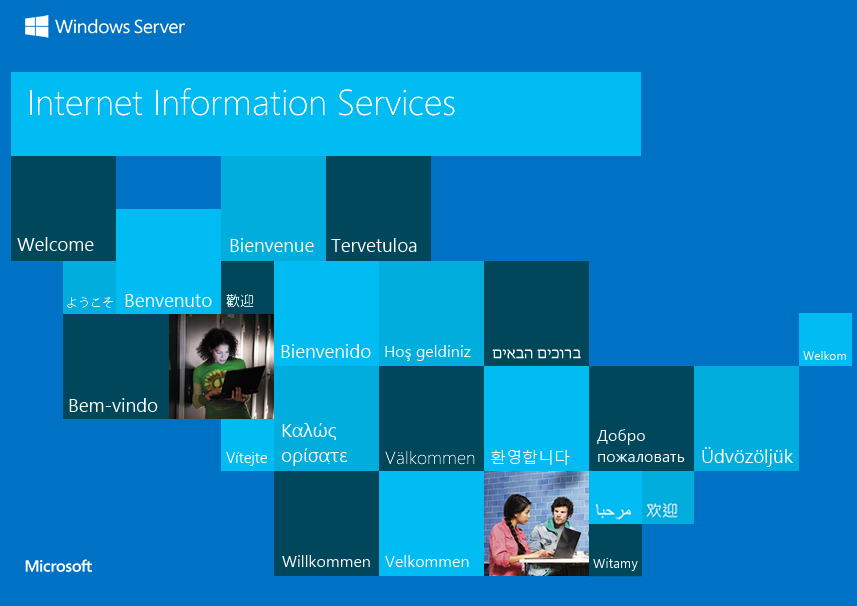 Windows Server
Internet Information Services
Welcome
Bienvenue
Tervetuloa
ようこそ
Benvenuto
歡迎
Bienvenido
Hoş geldiniz
ברוכים הבאים
Welkom
Bem-vindo
Vítejte
Καλώς
ορίσατε
Välkommen
환영합니다
Добро
пожаловать
Üdvözöljük
Willkommen
Velkommen
مرحبا
欢迎
Witamy
Microsoft